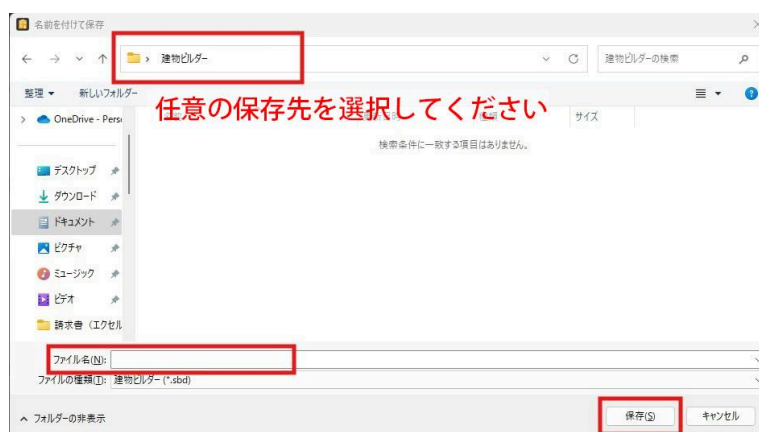 名前を付けて保存
建物ビルダー
建物ビルダーの検索
整理 新しいフォルダー
任意の保存先を選択してください
サイズ
OneDrive - Perso
検索条件に一致する項目はありません。
デスクトップ
ダウンロード
ドキュメント
ピクチャ
ミュージック
ビデオ
請求書（エクセル
ファイル名(N):
ファイルの種類(T): 建物ビルダー (*.sbd)
フォルダーの非表示
保存(S)
キャンセル